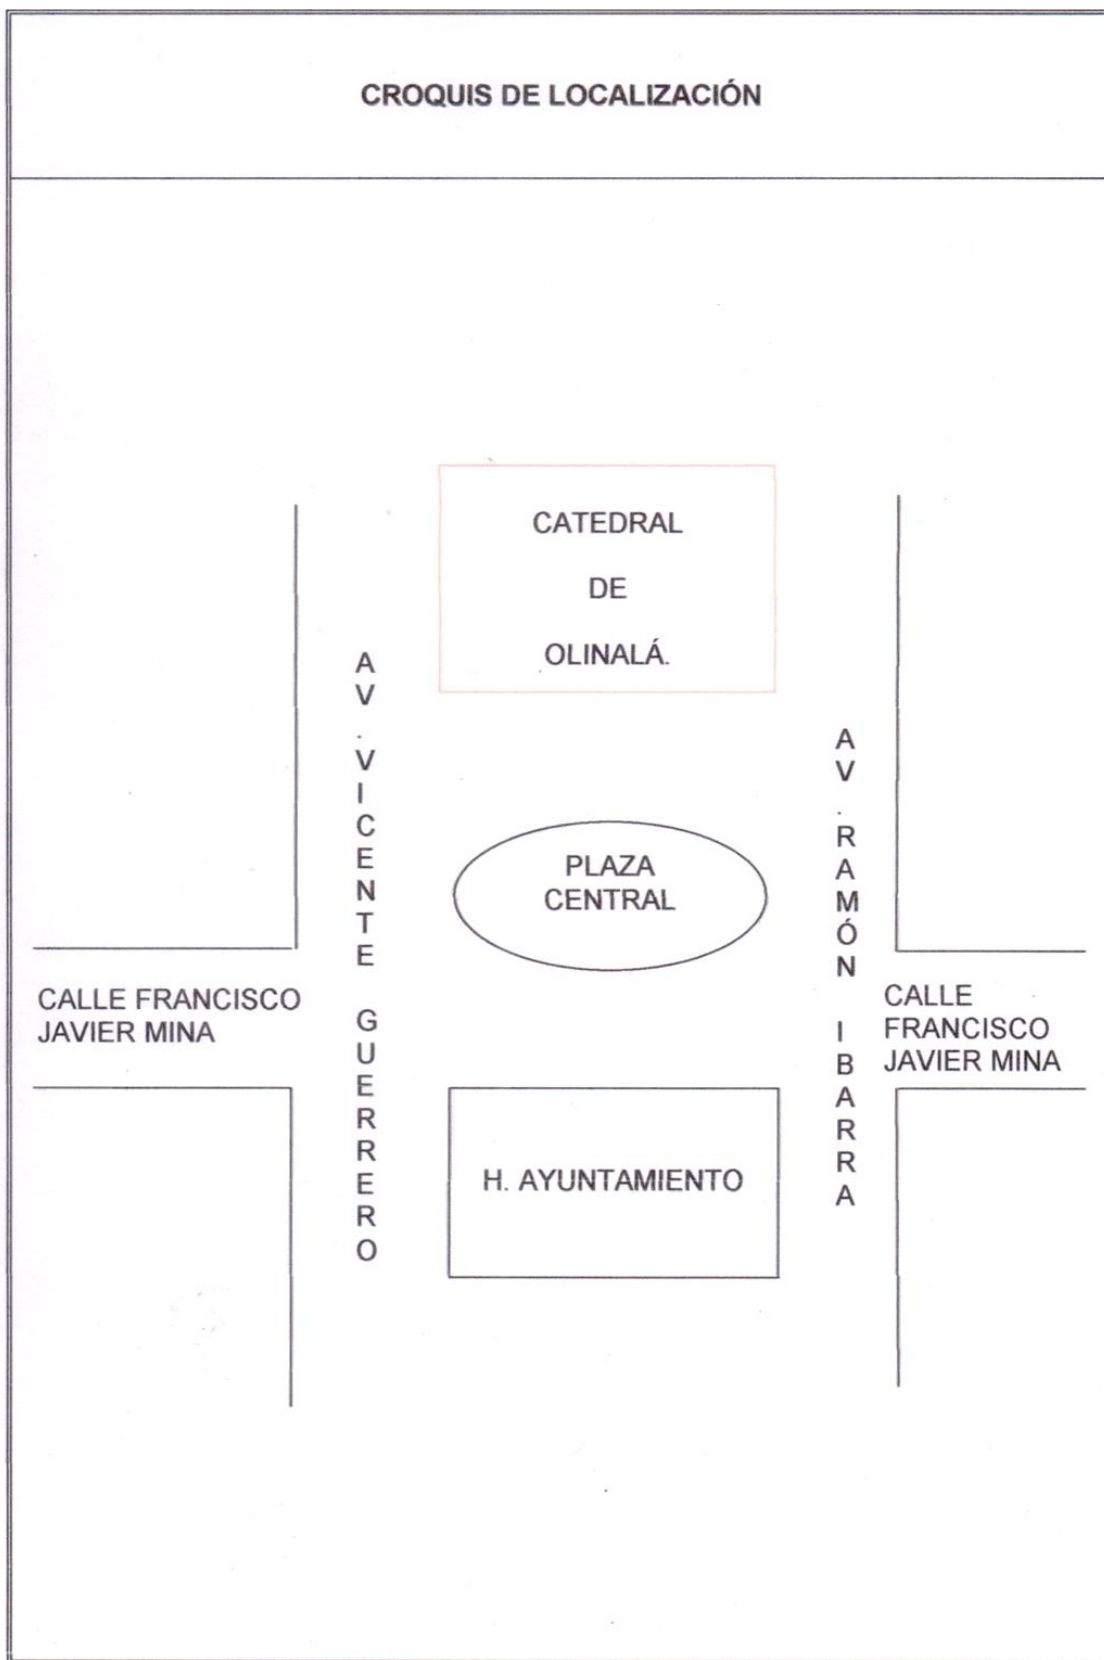 CROQUIS DE LOCALIZACIÓN
CATEDRAL
DE
OLINALÁ.
AV. VICENTE GUERRERO
AV. RAMÓN IBARRA
PLAZA
CENTRAL
CALLE FRANCISCO
JAVIER MINA
CALLE
FRANCISCO
JAVIER MINA
H. AYUNTAMIENTO